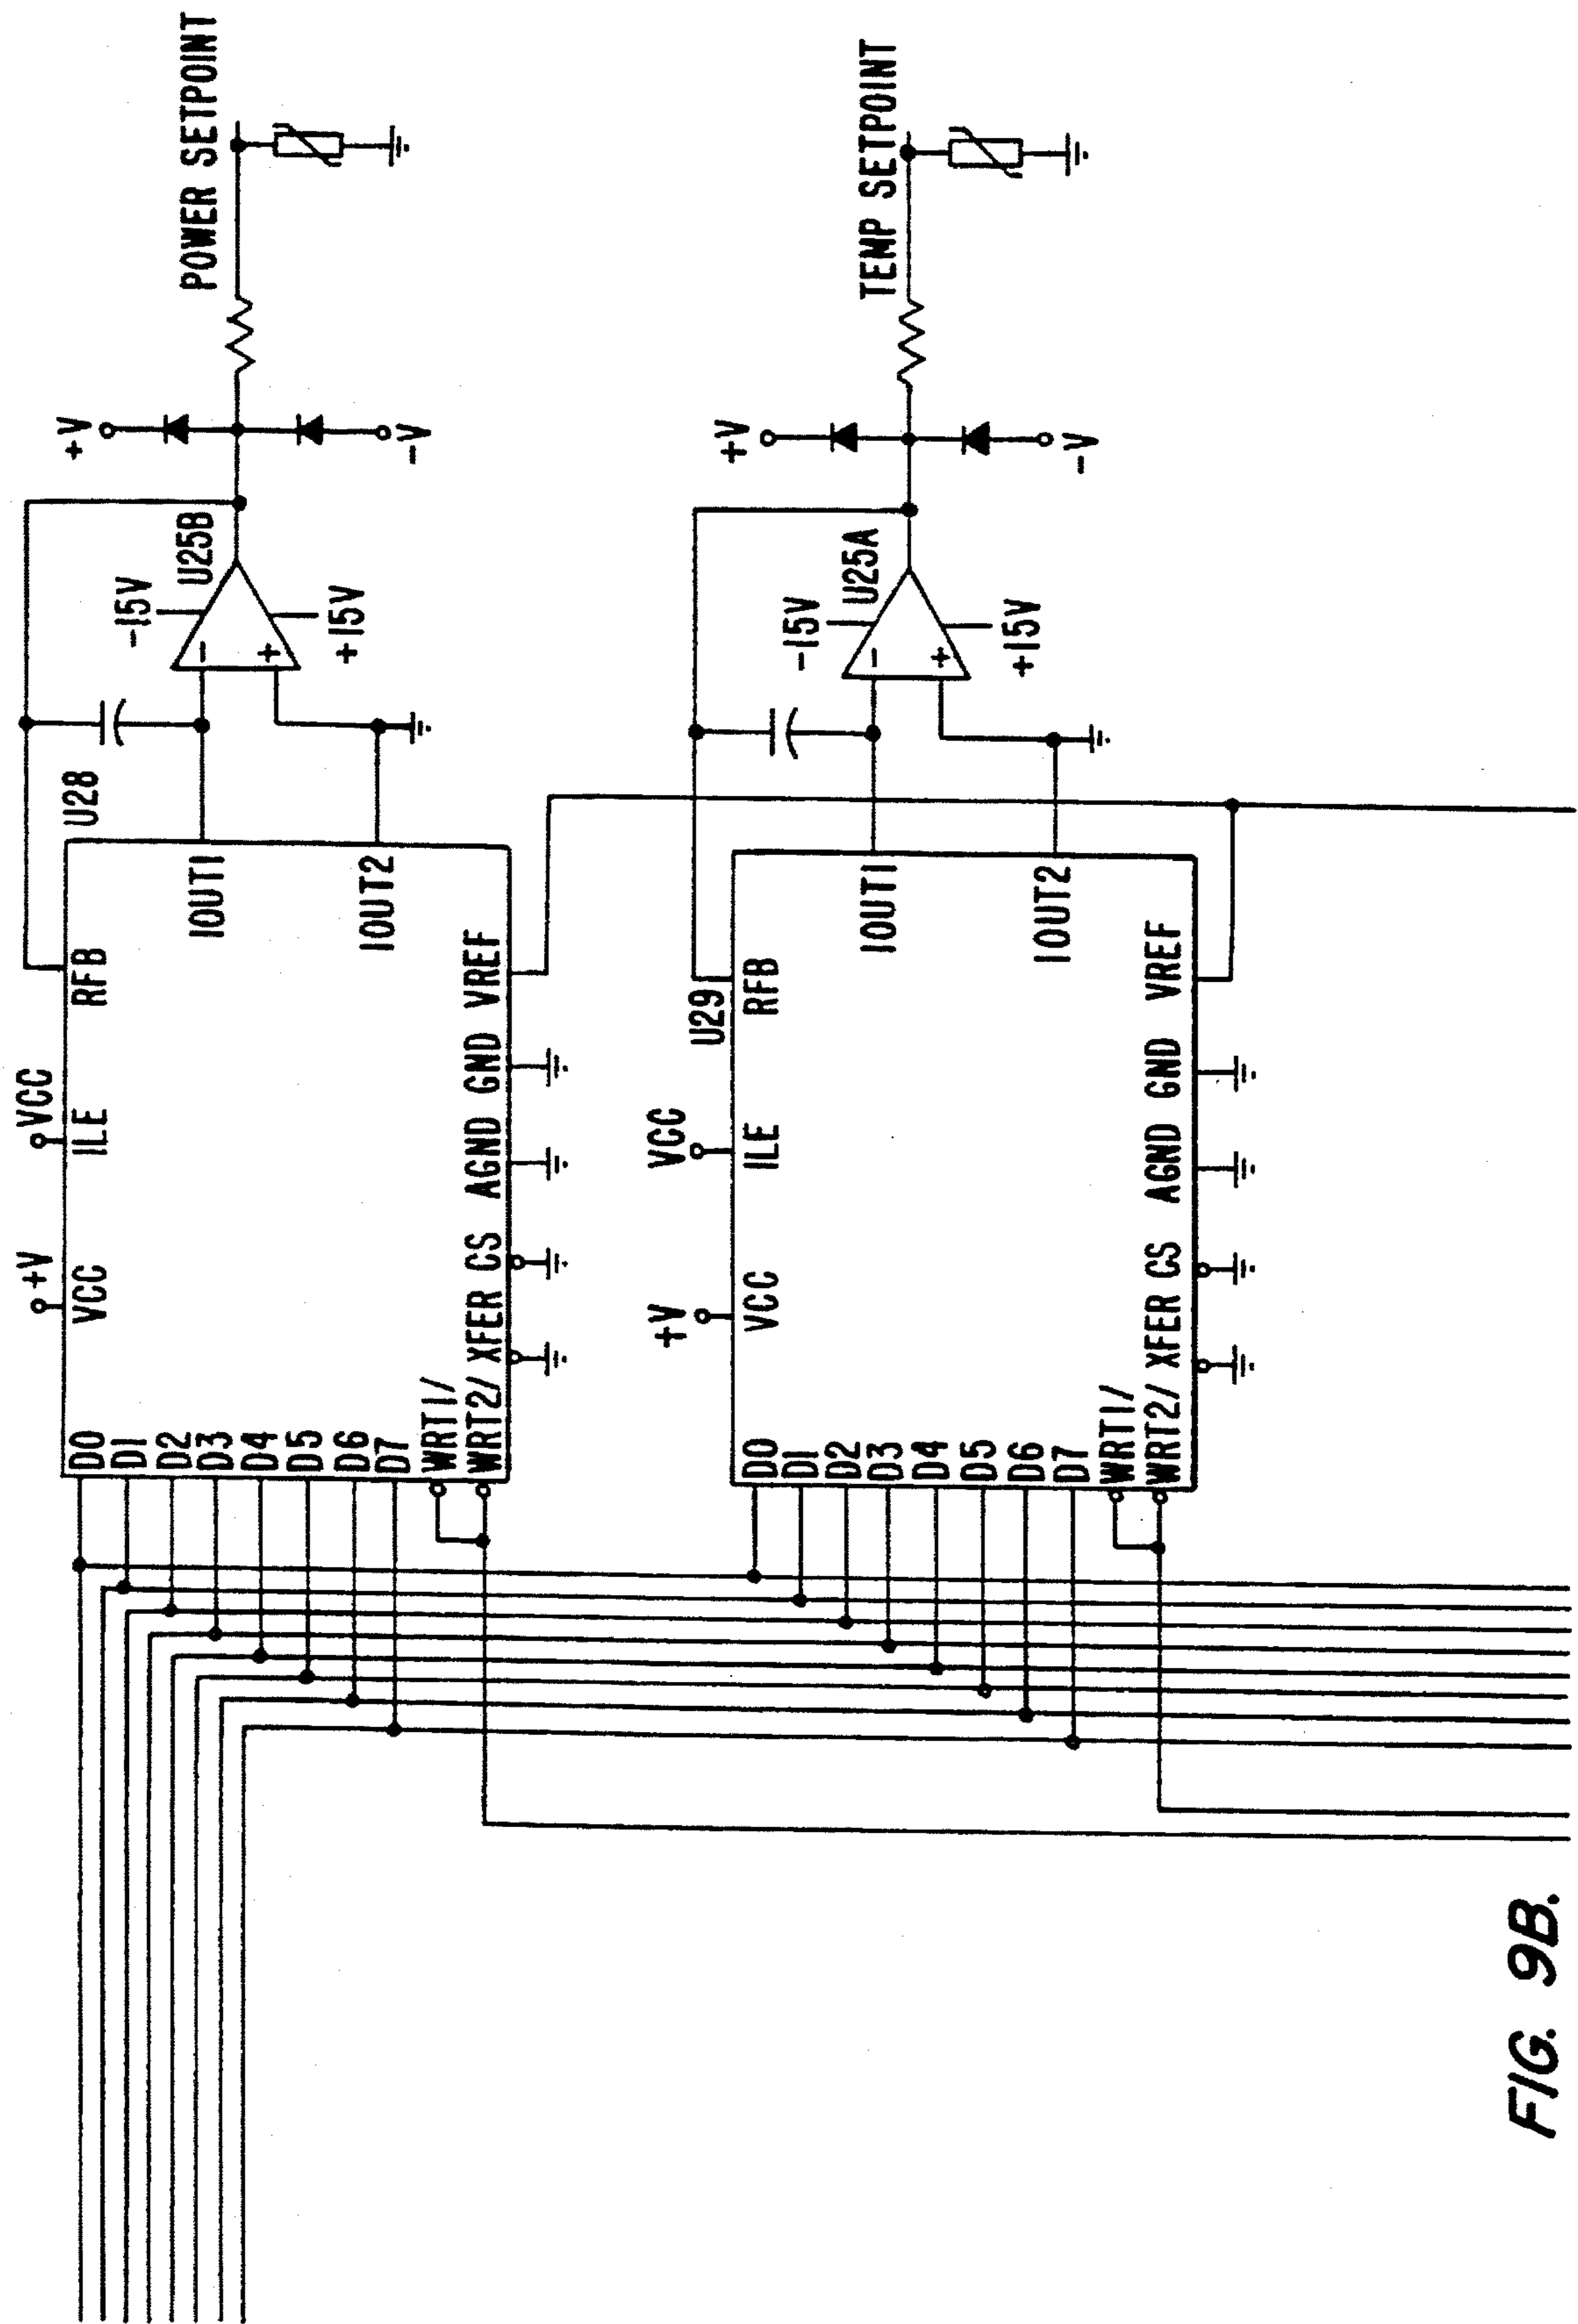 POWER SETPOINT
+V
-V
U25B
-15V
+15V
U28
VCC
+V
RFB
ILE
VCC
IOUT1
IOUT2
D0
D1
D2
D3
D4
D5
D6
D7
WRT1/
WRT2/ XFER CS AGND GND VREF
TEMP SETPOINT
+V
-V
U25A
-15V
+15V
U29
VCC
+V
RFB
ILE
VCC
IOUT1
IOUT2
D0
D1
D2
D3
D4
D5
D6
D7
WRT1/
WRT2/ XFER CS AGND GND VREF
FIG. 9B.